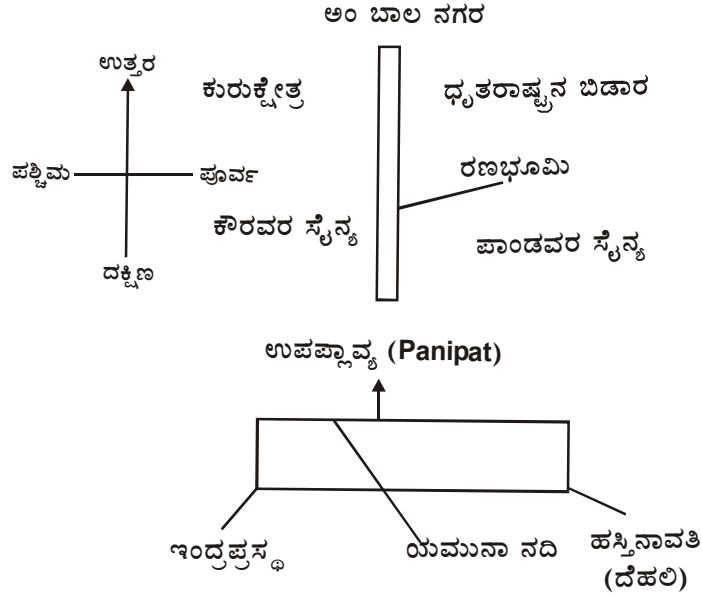 ಅಂ ಬಾಲ ನಗರ
ಉತ್ತರ
ಕುರುಕ್ಷೇತ್ರ
ಧೃತರಾಷ್ಟ್ರನ ಬಿಡಾರ
ಪಶ್ಚಿಮ
ಪೂರ್ವ
ರಣಭೂಮಿ
ಕೌರವರ ಸೈನ್ಯ
ಪಾಂಡವರ ಸೈನ್ಯ
ದಕ್ಷಿಣ
ಉಪಪ್ಲಾವ್ಯ (Panipat)
ಇಂದ್ರಪ್ರಸ್ಥ
ಯಮುನಾ ನದಿ
ಹಸ್ತಿನಾವತಿ
(ದೆಹಲಿ)